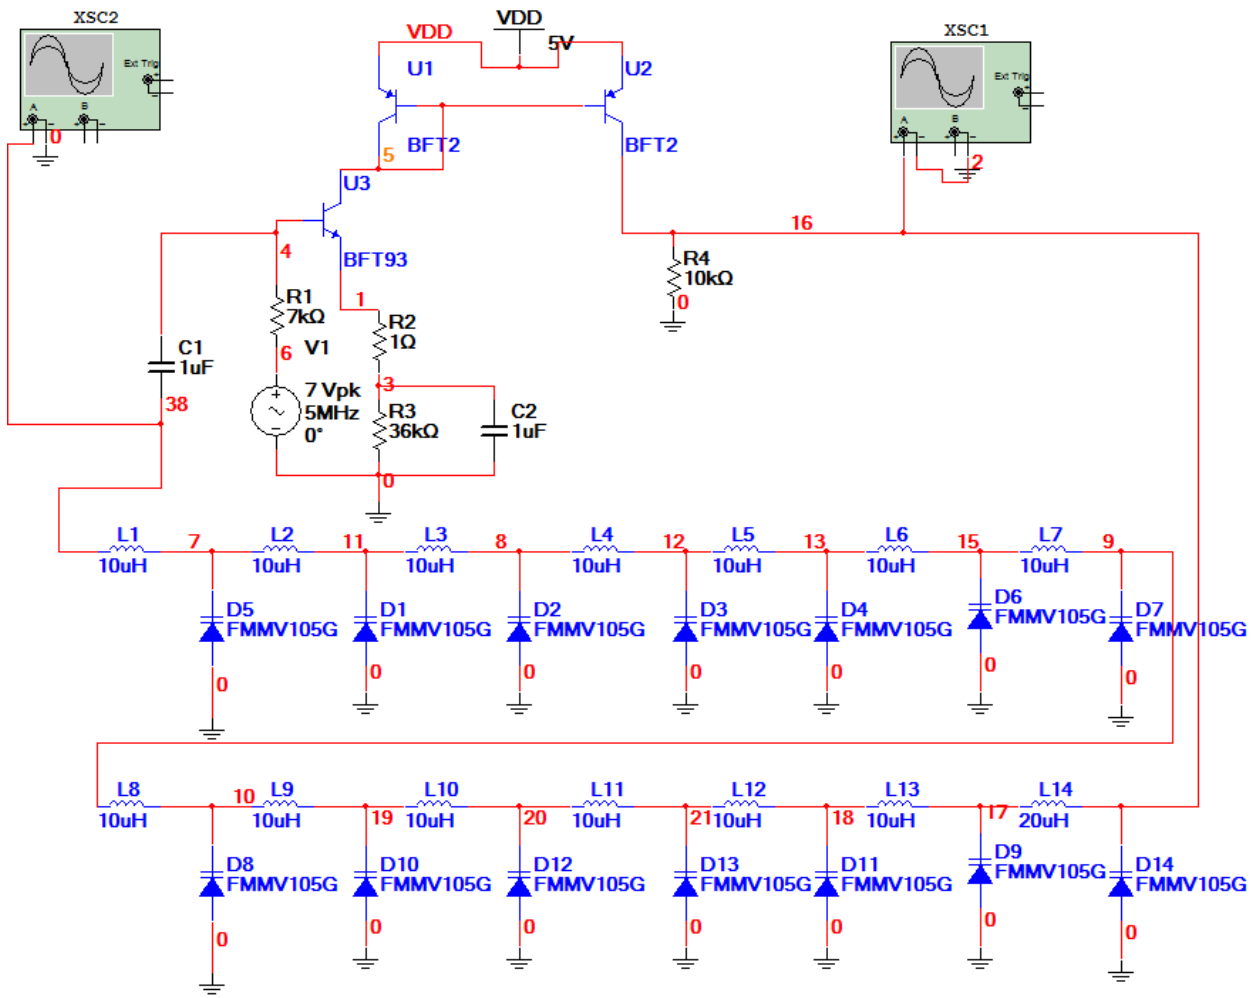 XSC2
Ext Trig
A
B
0
VDD
VDD
5V
U1
BFT2
U2
BFT2
XSC1
Ext Trig
A
B
2
5
U3
BFT93
4
16
R1
7kΩ
6
V1
7 Vpk
5MHz
0°
1
R2
1Ω
3
R3
36kΩ
C2
1uF
0
R4
10kΩ
0
C1
1uF
38
L1
10uH
7
L2
10uH
11
L3
10uH
8
L4
10uH
12
L5
10uH
13
L6
10uH
15
L7
10uH
9
D5
FMMV105G
0
D1
FMMV105G
0
D2
FMMV105G
0
D3
FMMV105G
0
D4
FMMV105G
0
D6
FMMV105G
0
D7
FMMV105G
0
L8
10uH
10
L9
10uH
19
L10
10uH
20
L11
10uH
21
L12
10uH
18
L13
10uH
17
L14
20uH
D8
FMMV105G
0
D10
FMMV105G
0
D12
FMMV105G
0
D13
FMMV105G
0
D11
FMMV105G
0
D9
FMMV105G
0
D14
FMMV105G
0